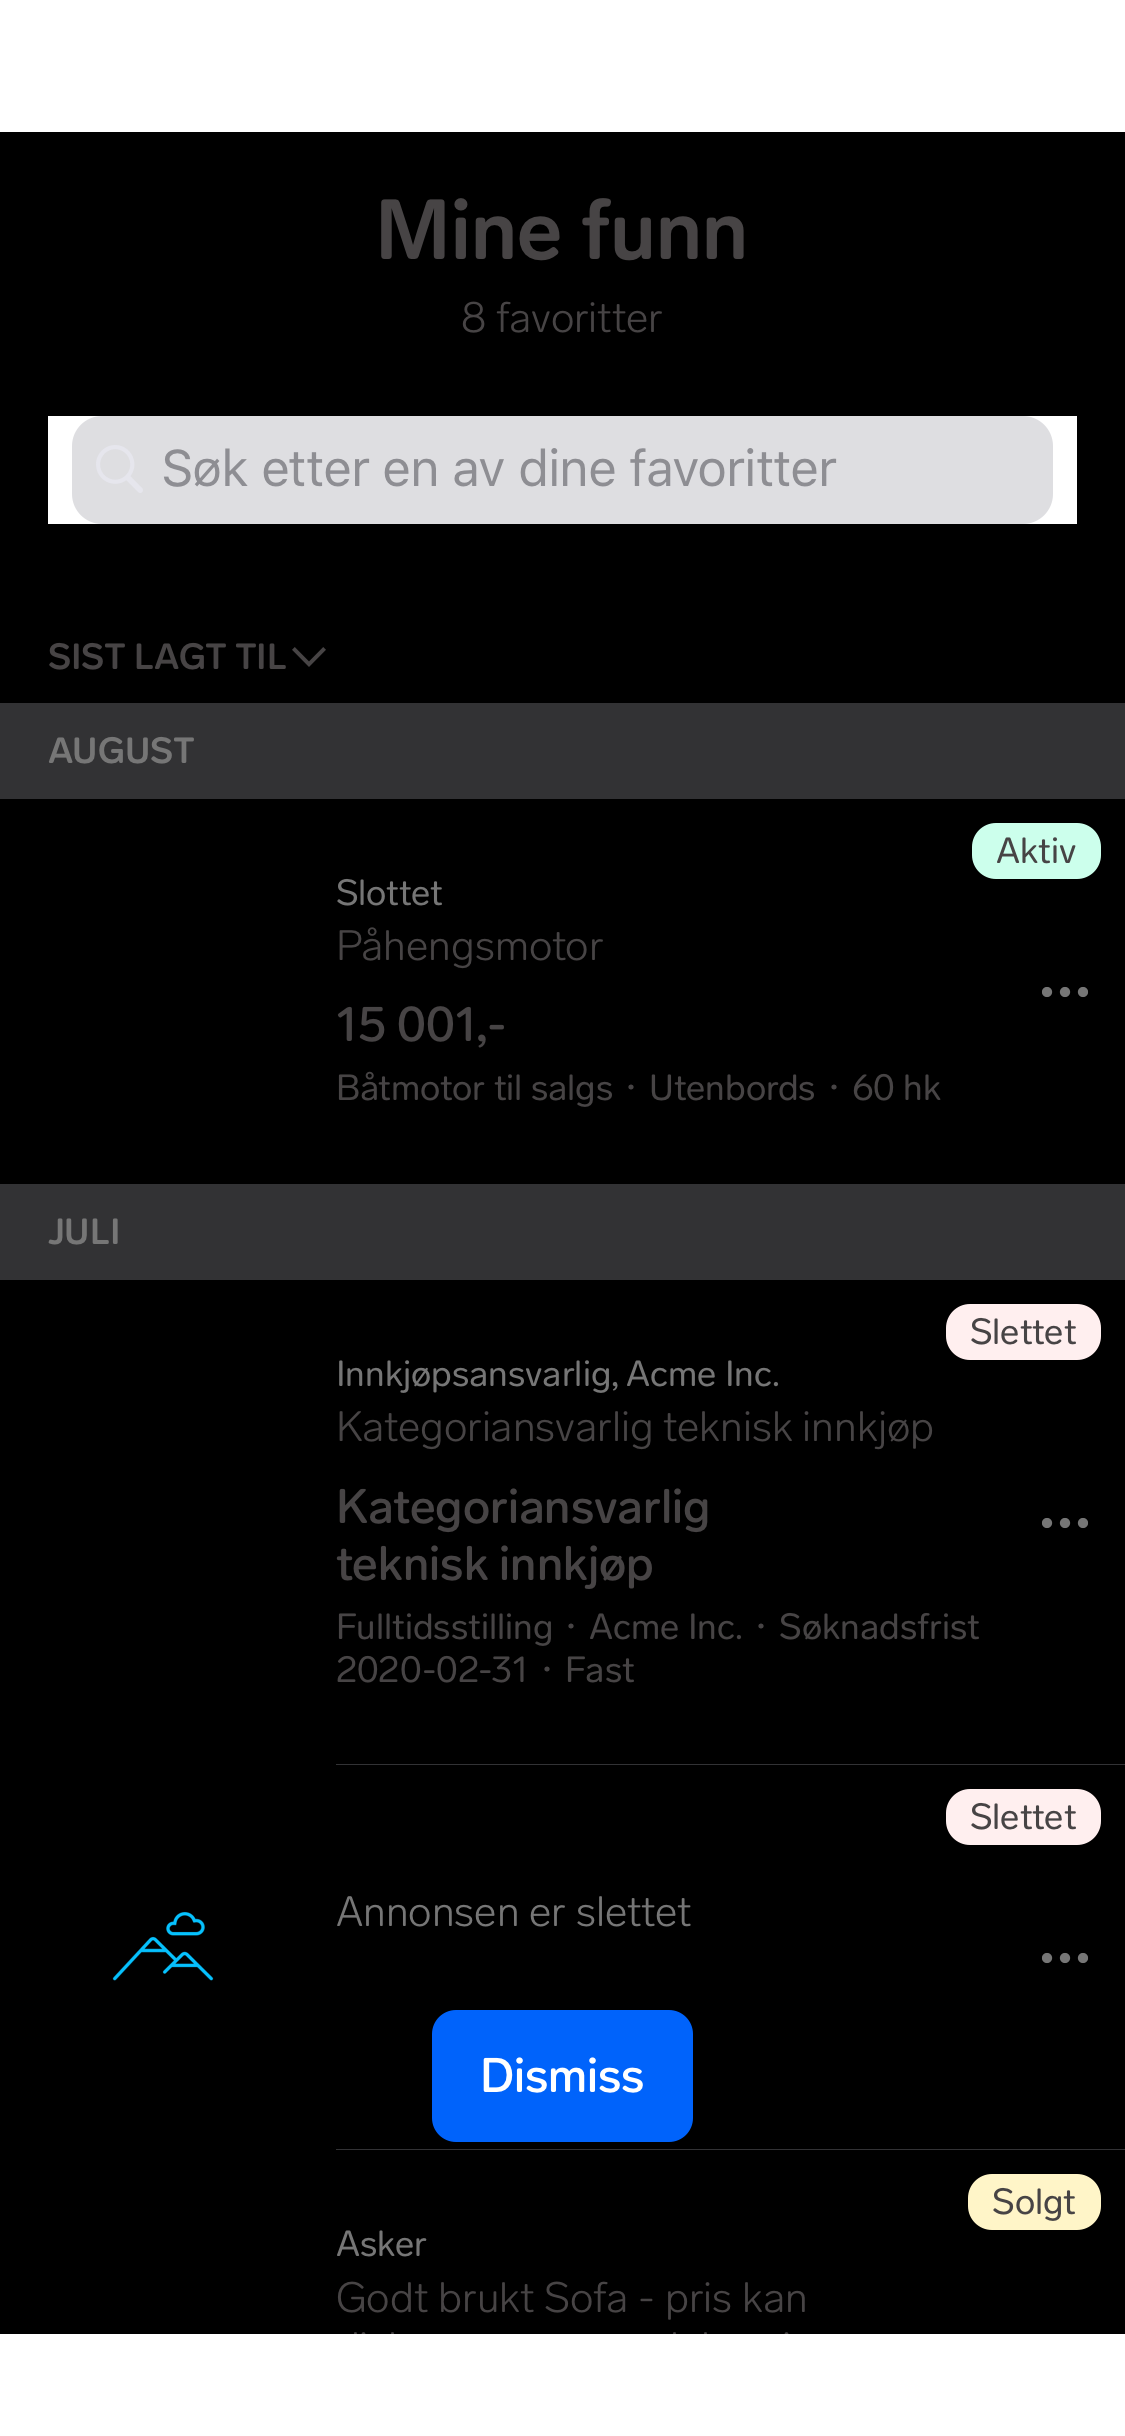 Mine funn
8 favoritter
Søk etter en av dine favoritter
SIST LAGT TIL
AUGUST
Aktiv
Slottet
Påhengsmotor
15 001,-
Båtmotor til salgs · Utenbords · 60 hk
JULI
Slettet
Innkjøpsansvarlig, Acme Inc.
Kategoriansvarlig teknisk innkjøp
Kategoriansvarlig
teknisk innkjøp
Fulltidsstilling · Acme Inc. · Søknadsfrist
2020-02-31 · Fast
Slettet
Annonsen er slettet
Dismiss
Solgt
Asker
Godt brukt Sofa - pris kan